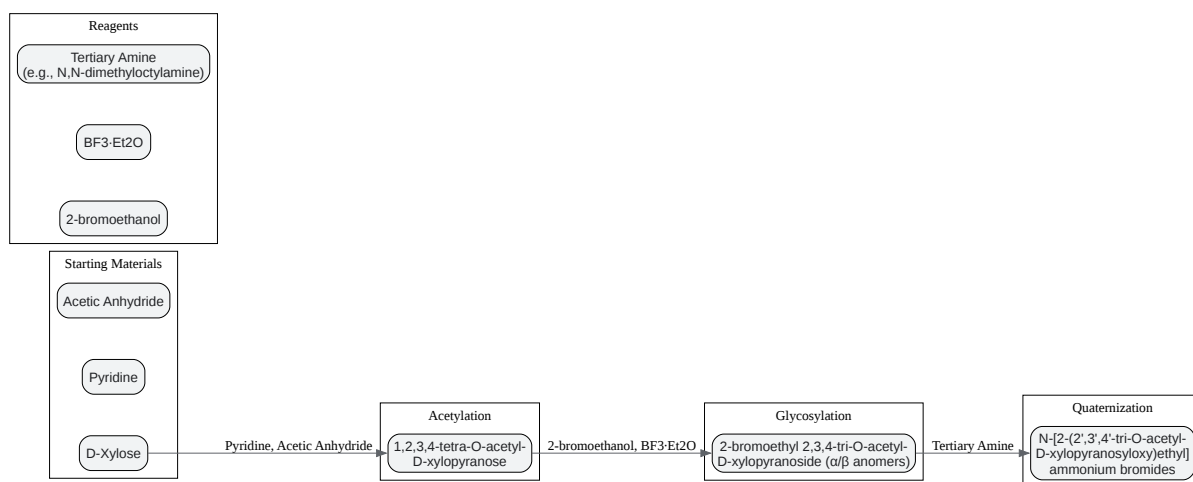 Reagents
Tertiary Amine
(e.g., N,N-dimethyloctylamine)
BF3·Et2O
2-bromoethanol
Starting Materials
Acetic Anhydride
Pyridine
D-Xylose
Pyridine, Acetic Anhydride
Acetylation
1,2,3,4-tetra-O-acetyl-
D-xylopyranose
2-bromoethanol, BF3·Et2O
Glycosylation
2-bromoethyl 2,3,4-tri-O-acetyl-
D-xylopyranoside (α/β anomers)
Tertiary Amine
Quaternization
N-[2-(2',3',4'-tri-O-acetyl-
D-xylopyranosyloxy)ethyl]
ammonium bromides